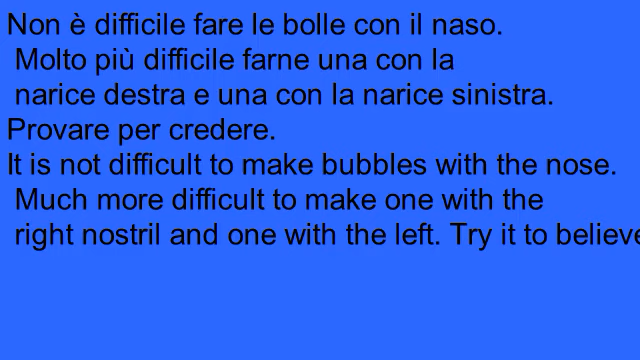 Non è difficile fare le bolle con il naso.
Molto più difficile farne una con la
narice destra e una con la narice sinistra.
Provare per credere.
It is not difficult to make bubbles with the nose.
Much more difficult to make one with the
right nostril and one with the left. Try it to believe